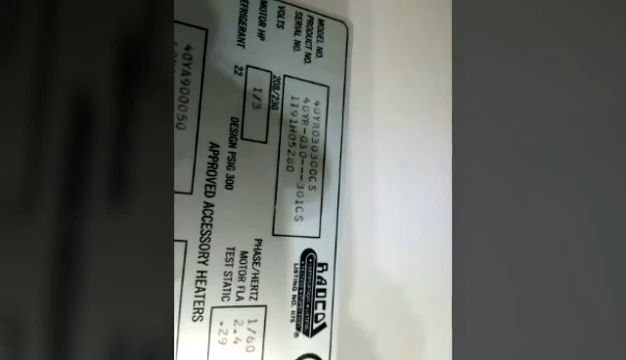 MODEL NO. 40YR030300CS
PRODUCT NO. 40YR-030---301CS
SERIAL NO. 1191H05280
VOLTS 208/230
PHASE/HERTZ 1/60
MOTOR HP 1/3
MOTOR FLA 2.4
REFRIGERANT 22
DESIGN PSIG 300
TEST STATIC .29
APPROVED ACCESSORY HEATERS
40YA900050
RADCO